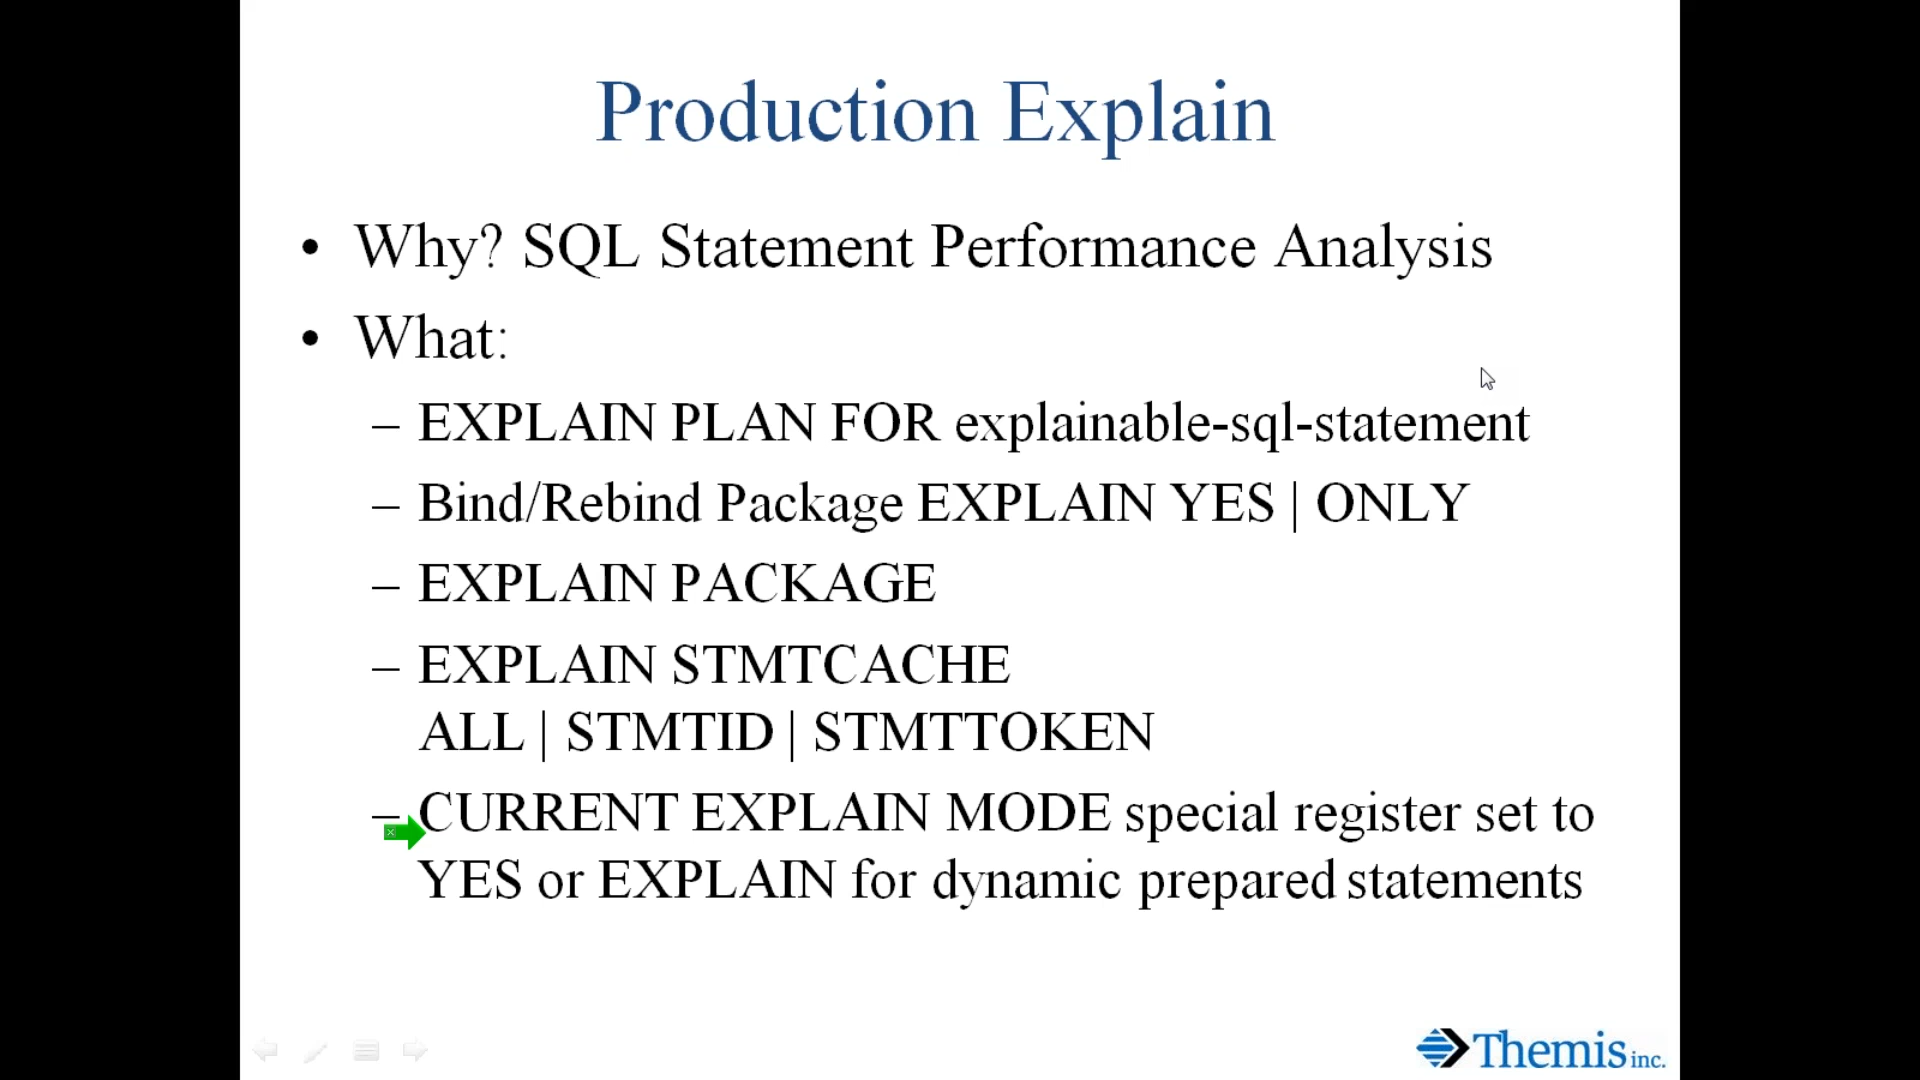 Production Explain
• Why? SQL Statement Performance Analysis
• What:
– EXPLAIN PLAN FOR explainable-sql-statement
– Bind/Rebind Package EXPLAIN YES | ONLY
– EXPLAIN PACKAGE
– EXPLAIN STMTCACHE
ALL | STMTID | STMTTOKEN
– CURRENT EXPLAIN MODE special register set to
YES or EXPLAIN for dynamic prepared statements
Themis inc.